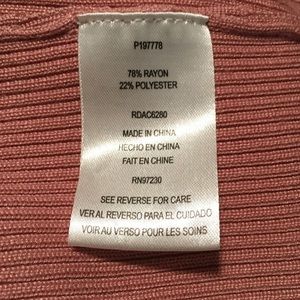 P197778
78% RAYON
22% POLYESTER
RDAC6280
MADE IN CHINA
HECHO EN CHINA
FAIT EN CHINE
RN97230
SEE REVERSE FOR CARE
VER AL REVERSO PARA EL CUIDADO
VOIR AU VERSO POUR LES SOINS